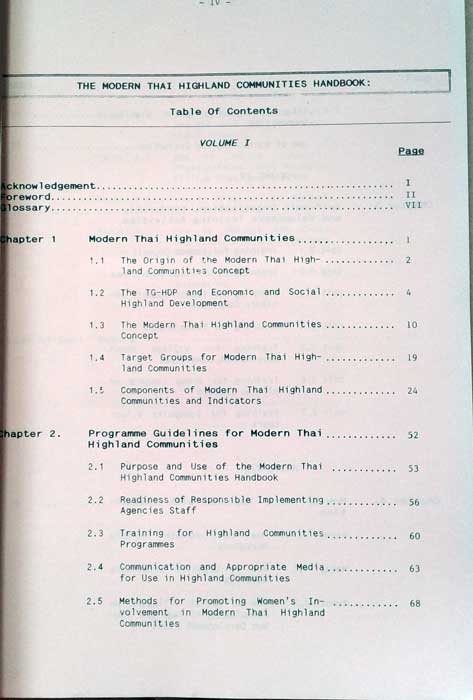 - IV -
THE MODERN THAI HIGHLAND COMMUNITIES HANDBOOK:
Table Of Contents
VOLUME I
Page
Acknowledgement.................................................. I
Foreword.................................................. II
Glossary.................................................. VII
Chapter 1 Modern Thai Highland Communities .................. 1
1.1 The Origin of the Modern Thai High- ............. 2
land Communities Concept
1.2 The TG-HDP and Economic and Social ............. 4
Highland Development
1.3 The Modern Thai Highland Communities ............. 10
Concept
1.4 Target Groups for Modern Thai High- ............. 19
land Communities
1.5 Components of Modern Thai Highland ............. 24
Communities and Indicators
Chapter 2. Programme Guidelines for Modern Thai ............. 52
Highland Communities
2.1 Purpose and Use of the Modern Thai ............ 53
Highland Communities Handbook
2.2 Readiness of Responsible Implementing ............. 56
Agencies Staff
2.3 Training for Highland Communities ............. 60
Programmes
2.4 Communication and Appropriate Media ............. 63
for Use in Highland Communities
2.5 Methods for Promoting Women's In- ............. 68
volvement in Modern Thai Highland
Communities